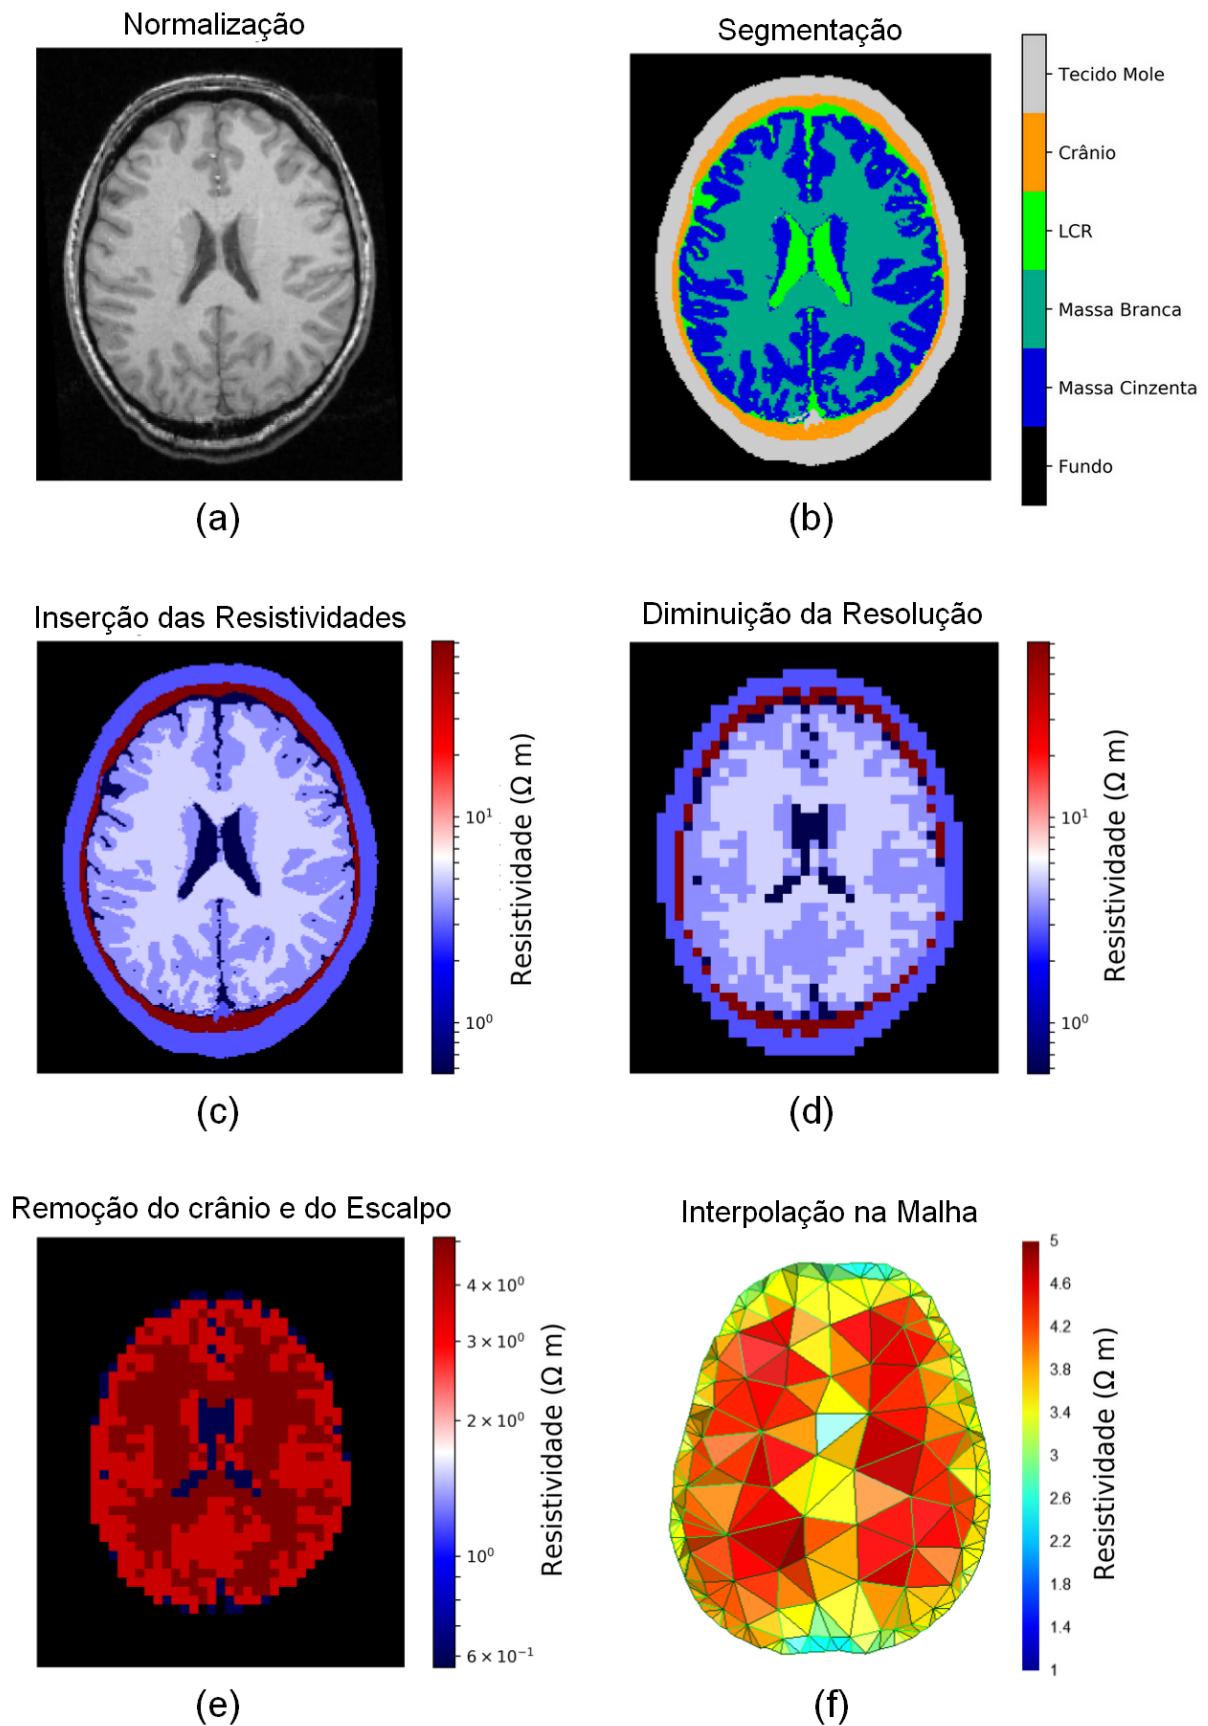 Normalização
Segmentação
Tecido Mole
Crânio
LCR
Massa Branca
Massa Cinzenta
Fundo
(a)
(b)
Inserção das Resistividades
Diminuição da Resolução
10¹
10⁰
Resistividade (Ω m)
10¹
10⁰
Resistividade (Ω m)
(c)
(d)
Remoção do crânio e do Escalpo
Interpolação na Malha
4 × 10⁰
3 × 10⁰
2 × 10⁰
10⁰
6 × 10⁻¹
Resistividade (Ω m)
5
4.6
4.2
3.8
3.4
3
2.6
2.2
1.8
1.4
1
Resistividade (Ω m)
(e)
(f)